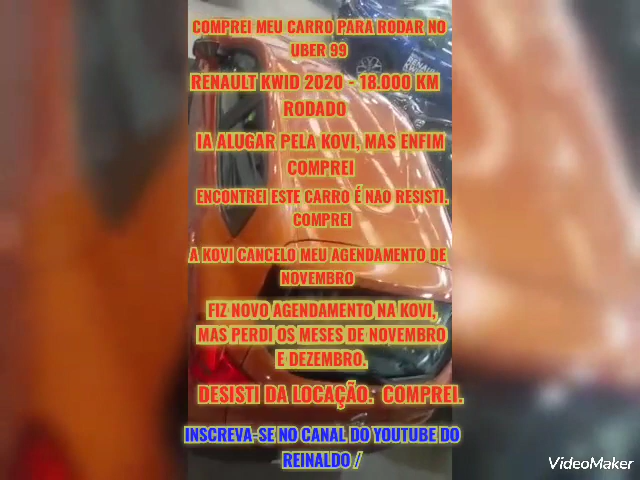 COMPREI MEU CARRO PARA RODAR NO
UBER 99
RENAULT KWID 2020 - 18.000 KM
RODADO
IA ALUGAR PELA KOVI, MAS ENFIM
COMPREI
ENCONTREI ESTE CARRO É NAO RESISTI.
COMPREI
A KOVI CANCELO MEU AGENDAMENTO DE
NOVEMBRO
FIZ NOVO AGENDAMENTO NA KOVI,
MAS PERDI OS MESES DE NOVEMBRO
E DEZEMBRO.
DESISTI DA LOCAÇÃO. COMPREI.
INSCREVA-SE NO CANAL DO YOUTUBE DO
REINALDO /
VideoMaker
RENAULT
KWID